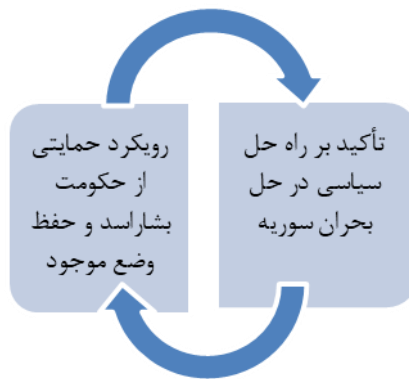 تأکید بر راه حل
سیاسی در حل
بحران سوریه
رویکرد حمایتی
از حکومت
بشاراسد و حفظ
وضع موجود